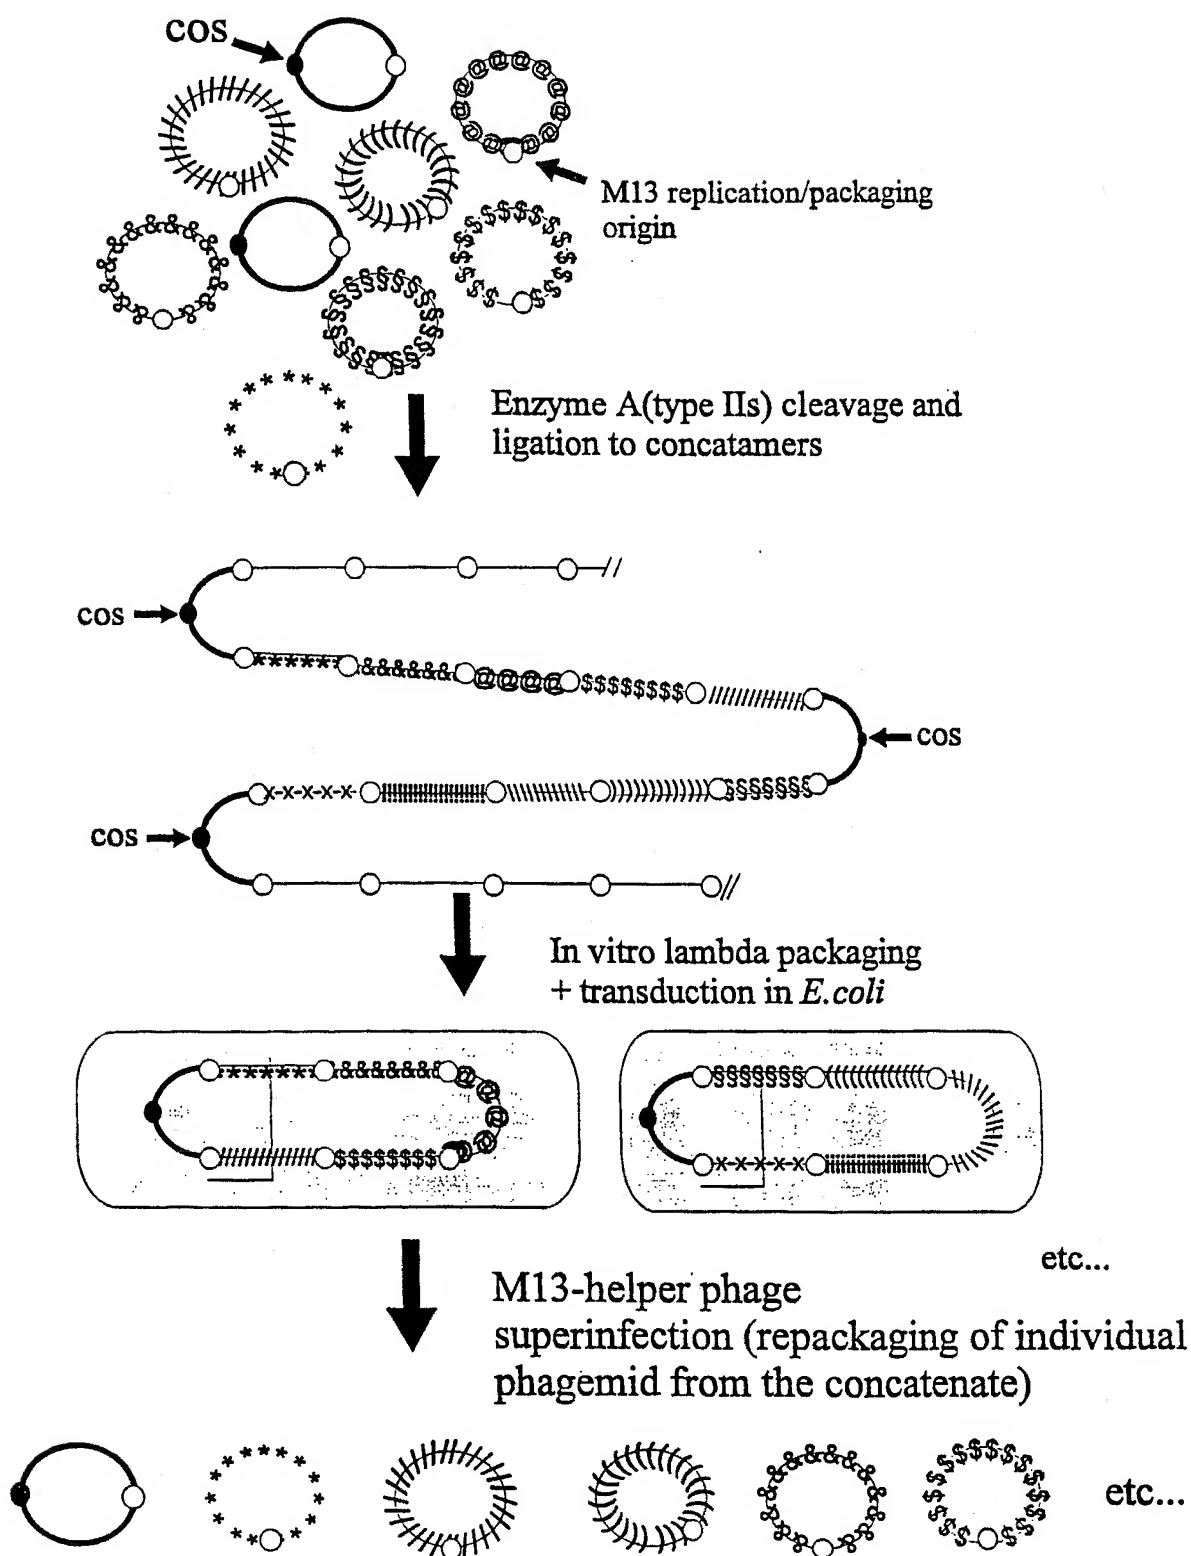 COS
M13 replication/packaging
origin
Enzyme A(type IIs) cleavage and
ligation to concatamers
cos
cos
cos
In vitro lambda packaging
+ transduction in E.coli
etc...
M13-helper phage
superinfection (repackaging of individual
phagemid from the concatenate)
etc...